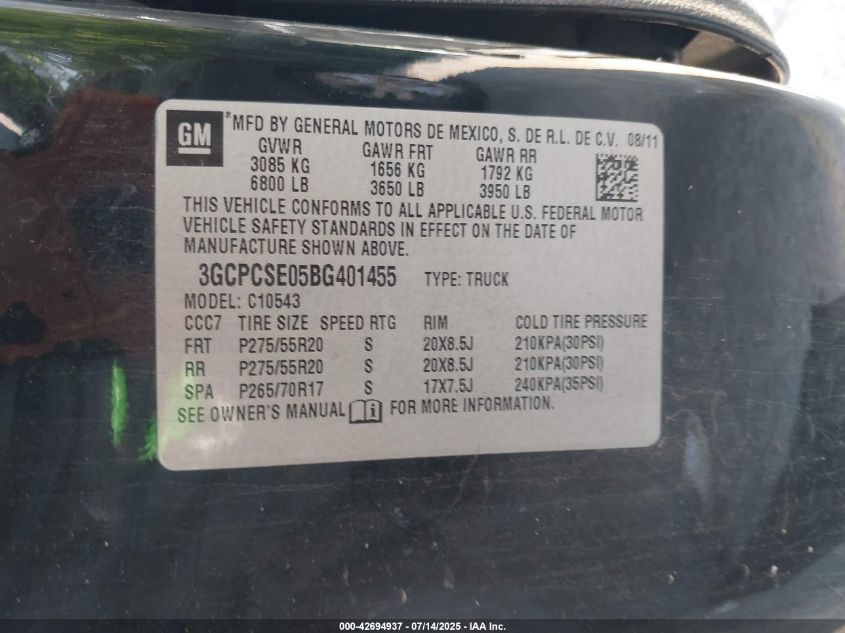 GM
®MFD BY GENERAL MOTORS DE MEXICO, S. DE R.L. DE C.V. 08/11
GVWR GAWR FRT GAWR RR
3085 KG 1656 KG 1792 KG
6800 LB 3650 LB 3950 LB
THIS VEHICLE CONFORMS TO ALL APPLICABLE U.S. FEDERAL MOTOR
VEHICLE SAFETY STANDARDS IN EFFECT ON THE DATE OF
MANUFACTURE SHOWN ABOVE.
3GCPCSE05BG401455 TYPE: TRUCK
MODEL: C10543
CCC7 TIRE SIZE SPEED RTG RIM COLD TIRE PRESSURE
FRT P275/55R20 S 20X8.5J 210KPA(30PSI)
RR P275/55R20 S 20X8.5J 210KPA(30PSI)
SPA P265/70R17 S 17X7.5J 240KPA(35PSI)
SEE OWNER'S MANUAL i FOR MORE INFORMATION.
000-42694937 - 07/14/2025 - IAA Inc.